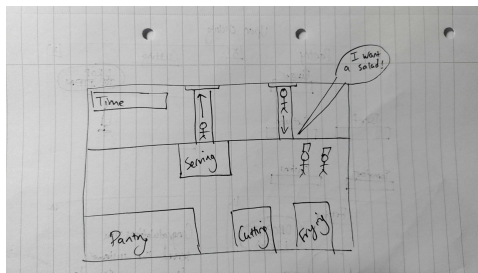 I want
a salad!
Time
Serving
Pantry
Cutting
Frying